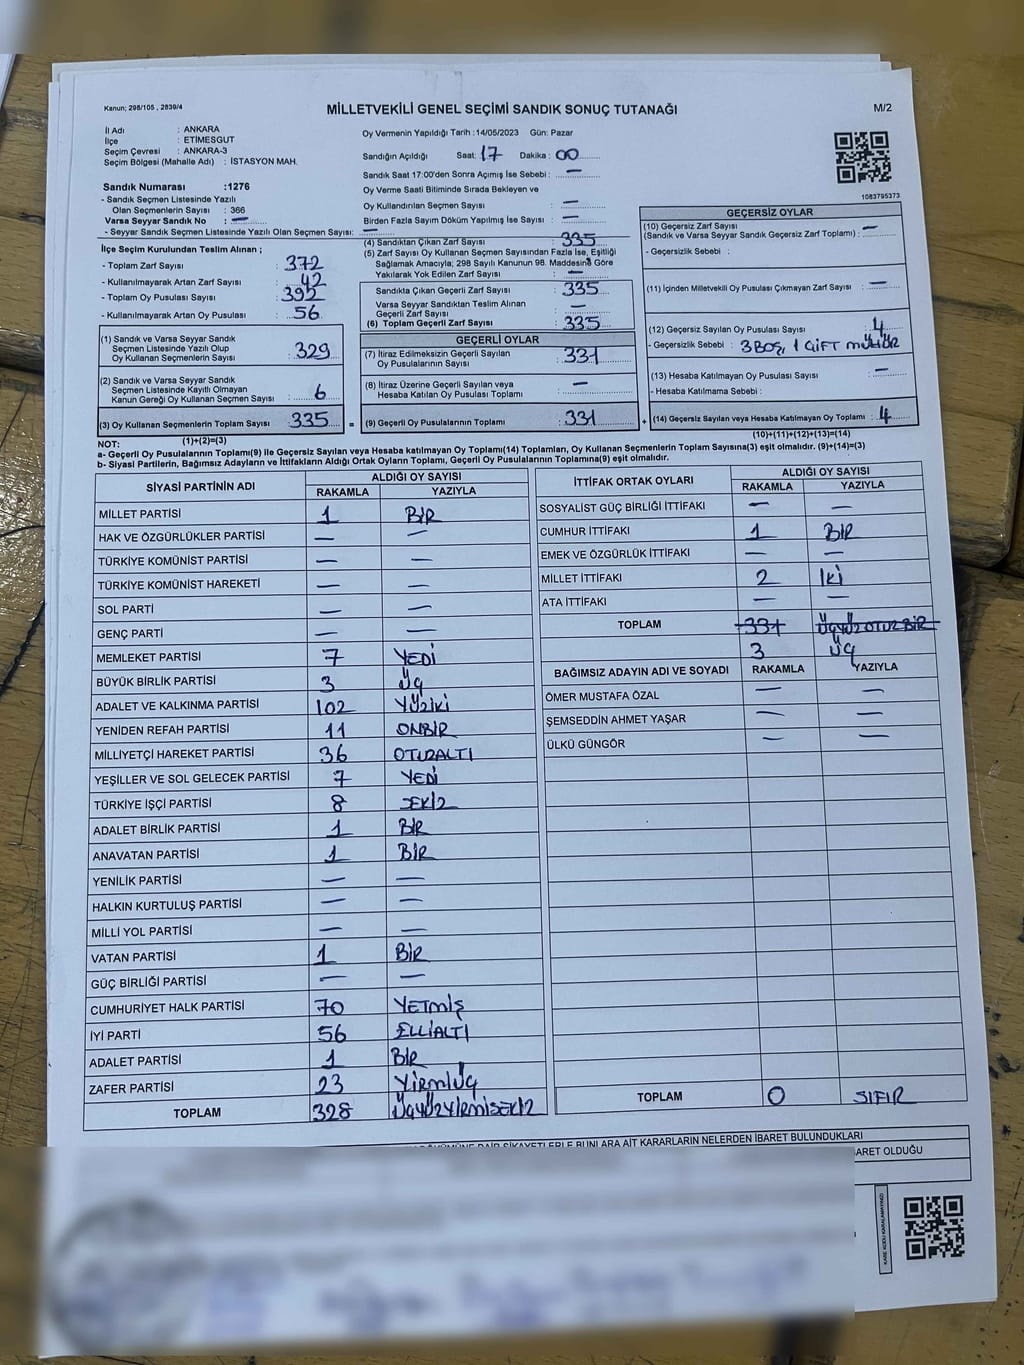 Kanun; 298/105 , 2839/4
MİLLETVEKİLİ GENEL SEÇİMİ SANDIK SONUÇ TUTANAĞI
M/2
İl Adı : ANKARA
İlçe : ETİMESGUT
Seçim Çevresi : ANKARA-3
Seçim Bölgesi (Mahalle Adı) : İSTASYON MAH.
Sandık Numarası :1276
- Sandık Seçmen Listesinde Yazılı
Olan Seçmenlerin Sayısı : 366
Varsa Seyyar Sandık No : —
- Seyyar Sandık Seçmen Listesinde Yazılı Olan Seçmen Sayısı: —
İlçe Seçim Kurulundan Teslim Alınan ;
- Toplam Zarf Sayısı : 372
- Kullanılmayarak Artan Zarf Sayısı : 42
- Toplam Oy Pusulası Sayısı : 392
- Kullanılmayarak Artan Oy Pusulası : 56
(1) Sandık ve Varsa Seyyar Sandık
Seçmen Listesinde Yazılı Olup
Oy Kullanan Seçmenlerin Sayısı : 329
(2) Sandık ve Varsa Seyyar Sandık
Seçmen Listesinde Kayıtlı Olmayan
Kanun Gereği Oy Kullanan Seçmen Sayısı : 6
(3) Oy Kullanan Seçmenlerin Toplam Sayısı : 335 =
Oy Vermenin Yapıldığı Tarih :14/05/2023 Gün: Pazar
Sandığın Açıldığı Saat: 17 Dakika : 00
Sandık Saat 17:00'den Sonra Açımış İse Sebebi : —
Oy Verme Saati Bitiminde Sırada Bekleyen ve
Oy Kullandırılan Seçmen Sayısı : —
Birden Fazla Sayım Döküm Yapılmış İse Sayısı : —
(4) Sandıktan Çıkan Zarf Sayısı : 335
(5) Zarf Sayısı Oy Kullanan Seçmen Sayısından Fazla İse, Eşitliği
Sağlamak Amacıyla; 298 Sayılı Kanunun 98. Maddesine Göre
Yakılarak Yok Edilen Zarf Sayısı : —
Sandıkta Çıkan Geçerli Zarf Sayısı : 335
Varsa Seyyar Sandıktan Teslim Alınan
Geçerli Zarf Sayısı : —
(6) Toplam Geçerli Zarf Sayısı : 335
GEÇERLİ OYLAR
(7) İtiraz Edilmeksizin Geçerli Sayılan
Oy Pusulalarının Sayısı : 331
(8) İtiraz Üzerine Geçerli Sayılan veya
Hesaba Katılan Oy Pusulası Toplamı : —
(9) Geçerli Oy Pusulalarının Toplamı : 331 +
1083795373
GEÇERSİZ OYLAR
(10) Geçersiz Zarf Sayısı
(Sandık ve Varsa Seyyar Sandık Geçersiz Zarf Toplamı) : —
- Geçersizlik Sebebi :
(11) İçinden Milletvekili Oy Pusulası Çıkmayan Zarf Sayısı : —
(12) Geçersiz Sayılan Oy Pusulası Sayısı : 4
- Geçersizlik Sebebi : 3 BOŞ, 1 ÇİFT MÜHÜR
(13) Hesaba Katılmayan Oy Pusulası Sayısı : —
- Hesaba Katılmama Sebebi :
(14) Geçersiz Sayılan veya Hesaba Katılmayan Oy Toplamı : 4
NOT: (1)+(2)=(3) (10)+(11)+(12)+(13)=(14)
a- Geçerli Oy Pusulalarının Toplamı(9) ile Geçersiz Sayılan veya Hesaba katılmayan Oy Toplamı(14) Toplamları, Oy Kullanan Seçmenlerin Toplam Sayısına(3) eşit olmalıdır. (9)+(14)=(3)
b- Siyasi Partilerin, Bağımsız Adayların ve İttifakların Aldığı Ortak Oyların Toplamı, Geçerli Oy Pusulalarının Toplamına(9) eşit olmalıdır.
SİYASİ PARTİNİN ADI ALDIĞI OY SAYISI
RAKAMLA YAZIYLA
MİLLET PARTİSİ 1 BİR
HAK VE ÖZGÜRLÜKLER PARTİSİ — —
TÜRKİYE KOMÜNİST PARTİSİ — —
TÜRKİYE KOMÜNİST HAREKETİ — —
SOL PARTİ — —
GENÇ PARTİ — —
MEMLEKET PARTİSİ 7 YEDİ
BÜYÜK BİRLİK PARTİSİ 3 ÜÇ
ADALET VE KALKINMA PARTİSİ 102 YÜZİKİ
YENİDEN REFAH PARTİSİ 11 ONBİR
MİLLİYETÇİ HAREKET PARTİSİ 36 OTUZALTI
YEŞİLLER VE SOL GELECEK PARTİSİ 7 YEDİ
TÜRKİYE İŞÇİ PARTİSİ 8 SEKİZ
ADALET BİRLİK PARTİSİ 1 BİR
ANAVATAN PARTİSİ 1 BİR
YENİLİK PARTİSİ — —
HALKIN KURTULUŞ PARTİSİ — —
MİLLİ YOL PARTİSİ — —
VATAN PARTİSİ 1 BİR
GÜÇ BİRLİĞİ PARTİSİ — —
CUMHURİYET HALK PARTİSİ 70 YETMİŞ
İYİ PARTİ 56 ELLİALTI
ADALET PARTİSİ 1 BİR
ZAFER PARTİSİ 23 YİRMİÜÇ
TOPLAM 328 ÜÇYÜZYİRMİSEKİZ
İTTİFAK ORTAK OYLARI ALDIĞI OY SAYISI
RAKAMLA YAZIYLA
SOSYALİST GÜÇ BİRLİĞİ İTTİFAKI — —
CUMHUR İTTİFAKI 1 BİR
EMEK VE ÖZGÜRLÜK İTTİFAKI — —
MİLLET İTTİFAKI 2 İKİ
ATA İTTİFAKI — —
TOPLAM 331 ÜÇYÜZOTUZBİR
3 ÜÇ
BAĞIMSIZ ADAYIN ADI VE SOYADI RAKAMLA YAZIYLA
ÖMER MUSTAFA ÖZAL — —
ŞEMSEDDİN AHMET YAŞAR — —
ÜLKÜ GÜNGÖR — —
TOPLAM 0 SIFIR
DAİR ŞİKAYETLERLE BUNLARA AİT KARARLARIN NELERDEN İBARET BULUNDUKLARI
OLDUĞU